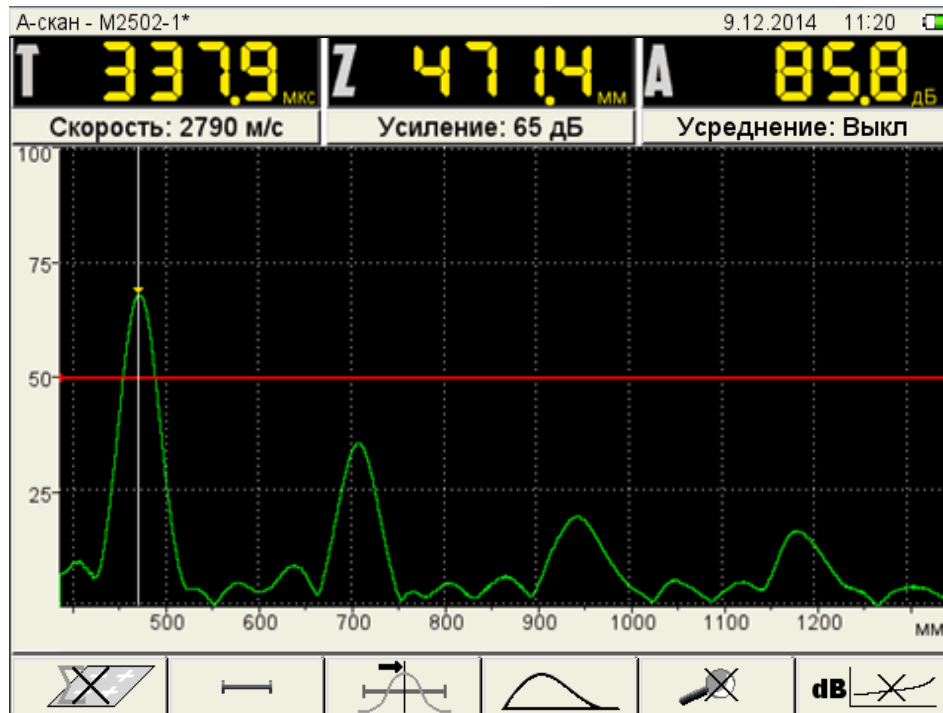 А-скан - M2502-1* 9.12.2014 11:20
T 337.9 мкс Z 471.4 мм A 85.8 дБ
Скорость: 2790 м/с Усиление: 65 дБ Усреднение: Выкл
100
75
50
25
500 600 700 800 900 1000 1100 1200 мм
dB